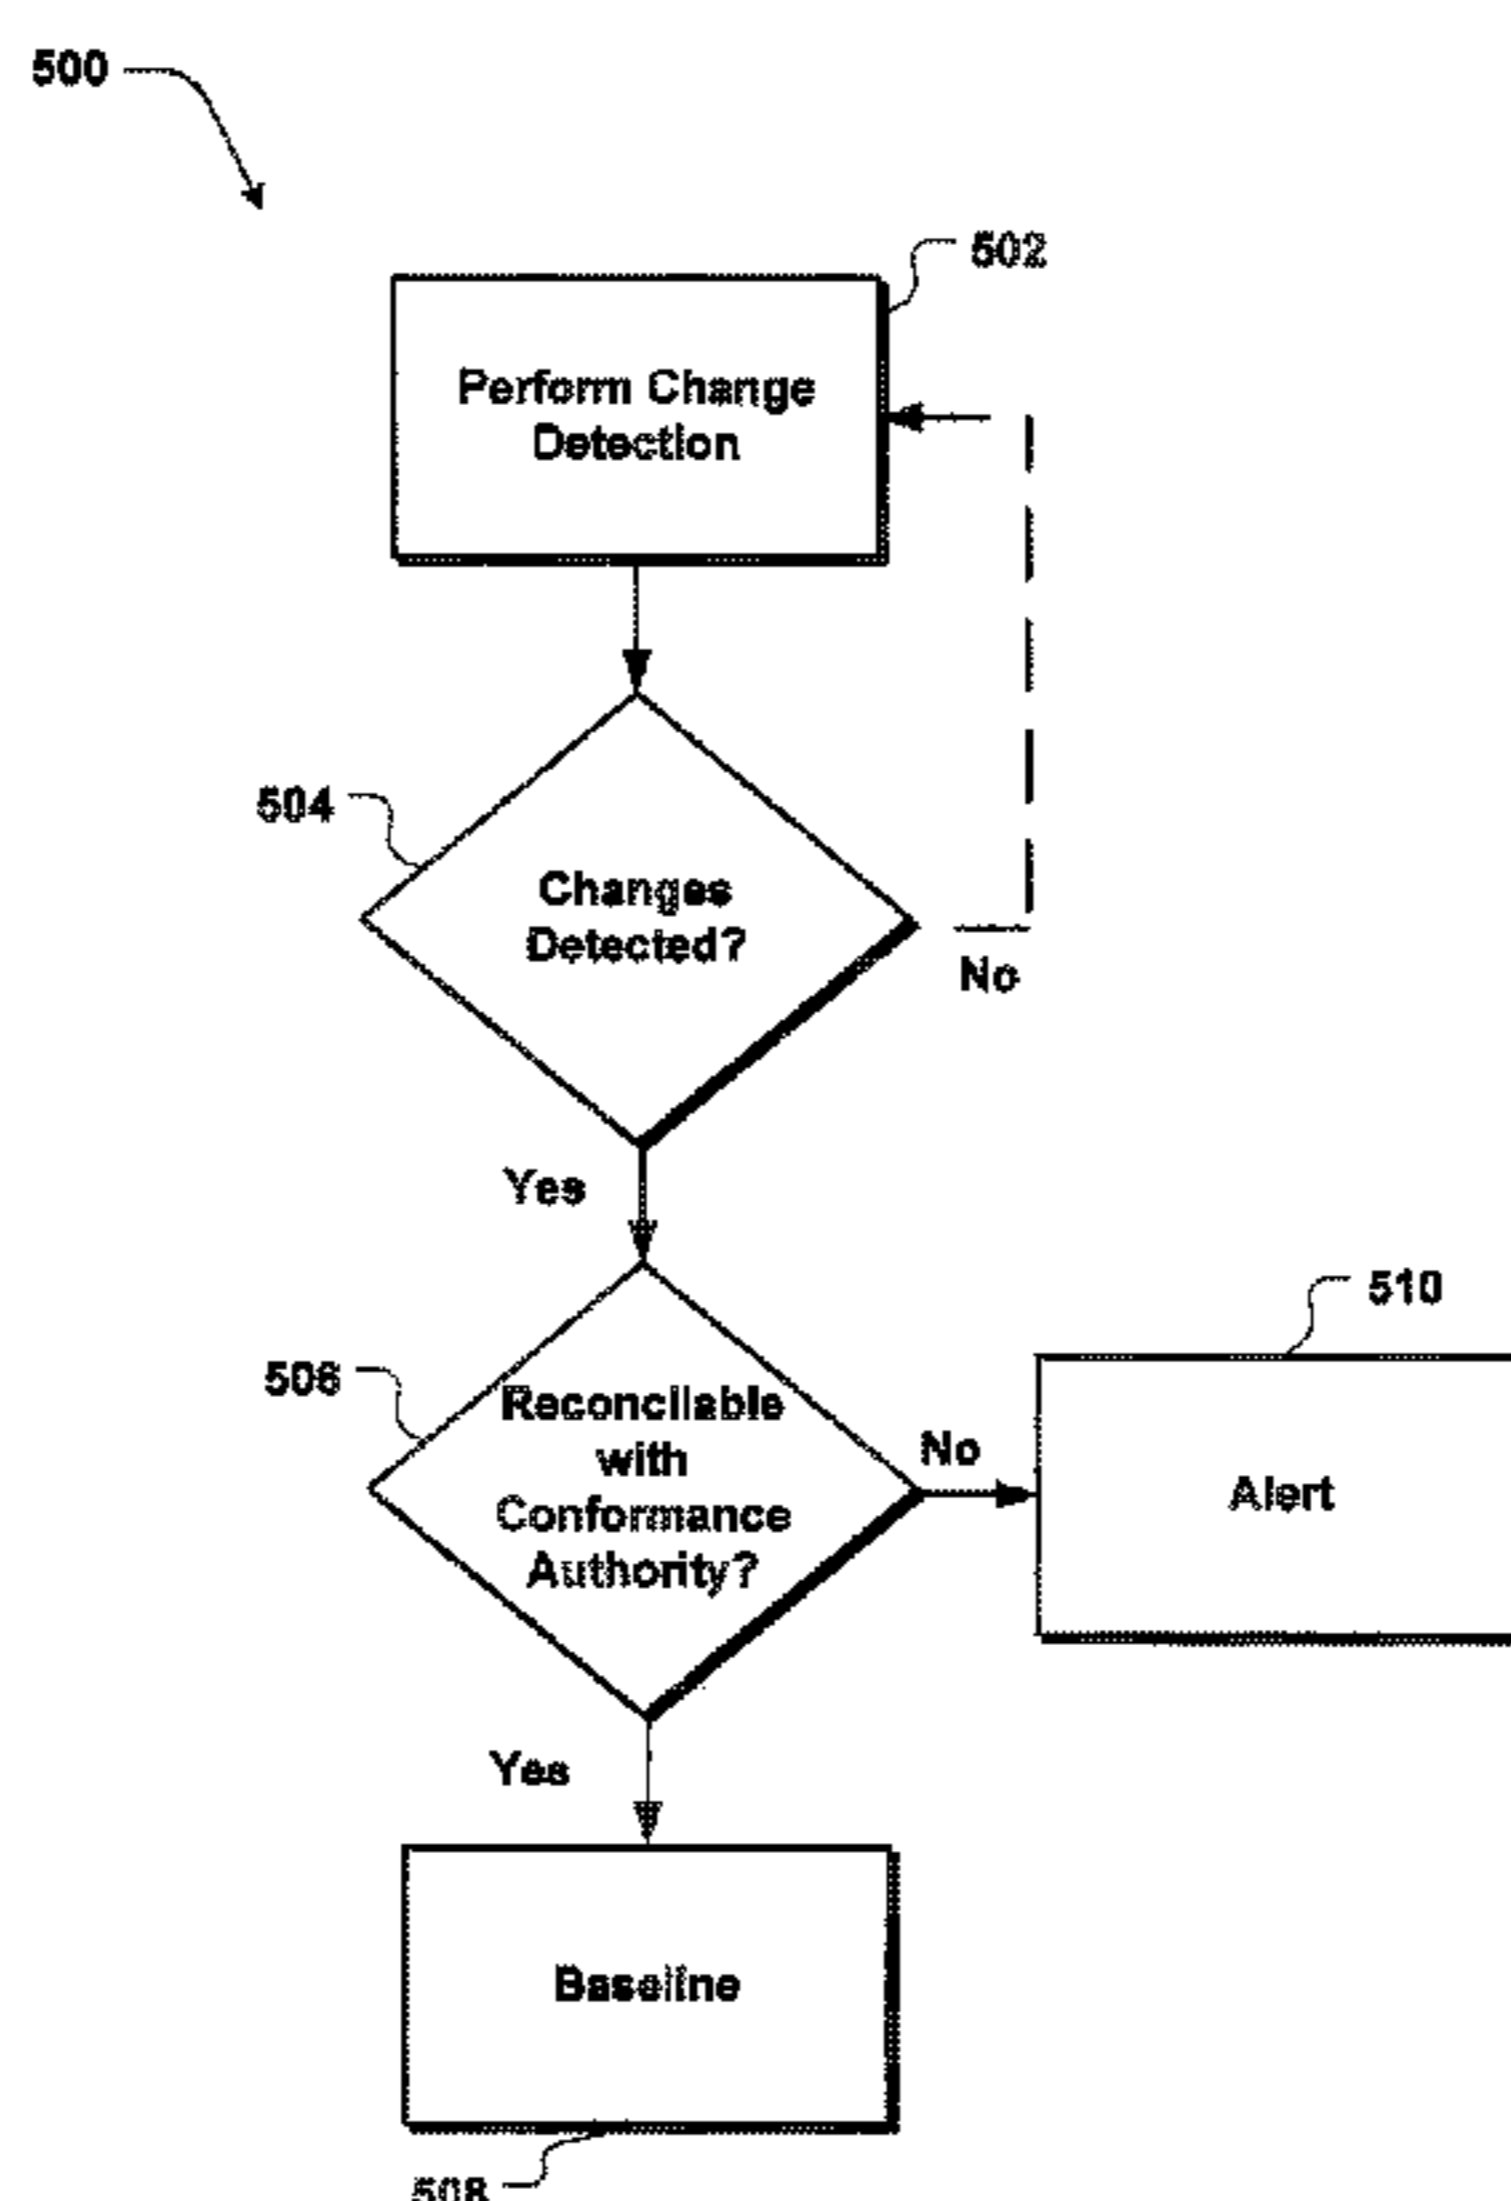 500
502
Perform Change
Detection
504
Changes
Detected?
No
Yes
510
506
Reconcilable
with
Conformance
Authority?
No
Alert
Yes
Baseline
508